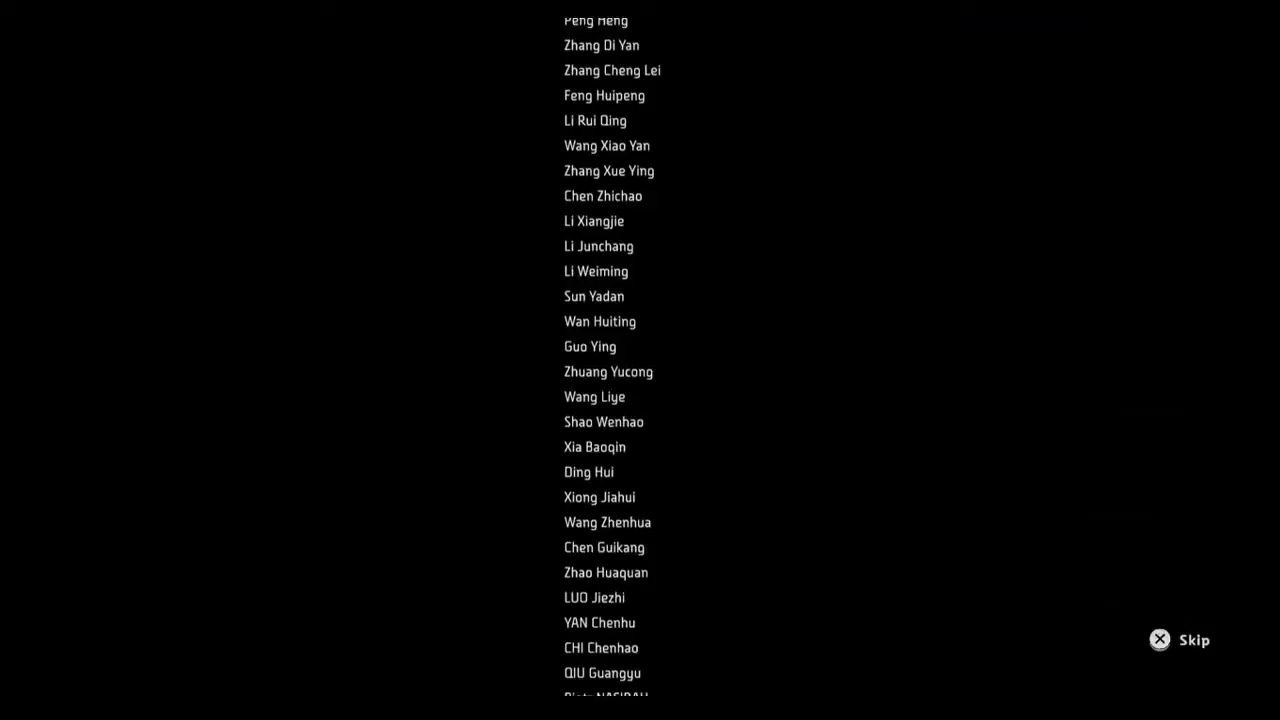 Peng Heng
Zhang Di Yan
Zhang Cheng Lei
Feng Huipeng
Li Rui Qing
Wang Xiao Yan
Zhang Xue Ying
Chen Zhichao
Li Xiangjie
Li Junchang
Li Weiming
Sun Yadan
Wan Huiting
Guo Ying
Zhuang Yucong
Wang Liye
Shao Wenhao
Xia Baoqin
Ding Hui
Xiong Jiahui
Wang Zhenhua
Chen Guikang
Zhao Huaquan
LUO Jiezhi
YAN Chenhu
CHI Chenhao
QIU Guangyu
Skip